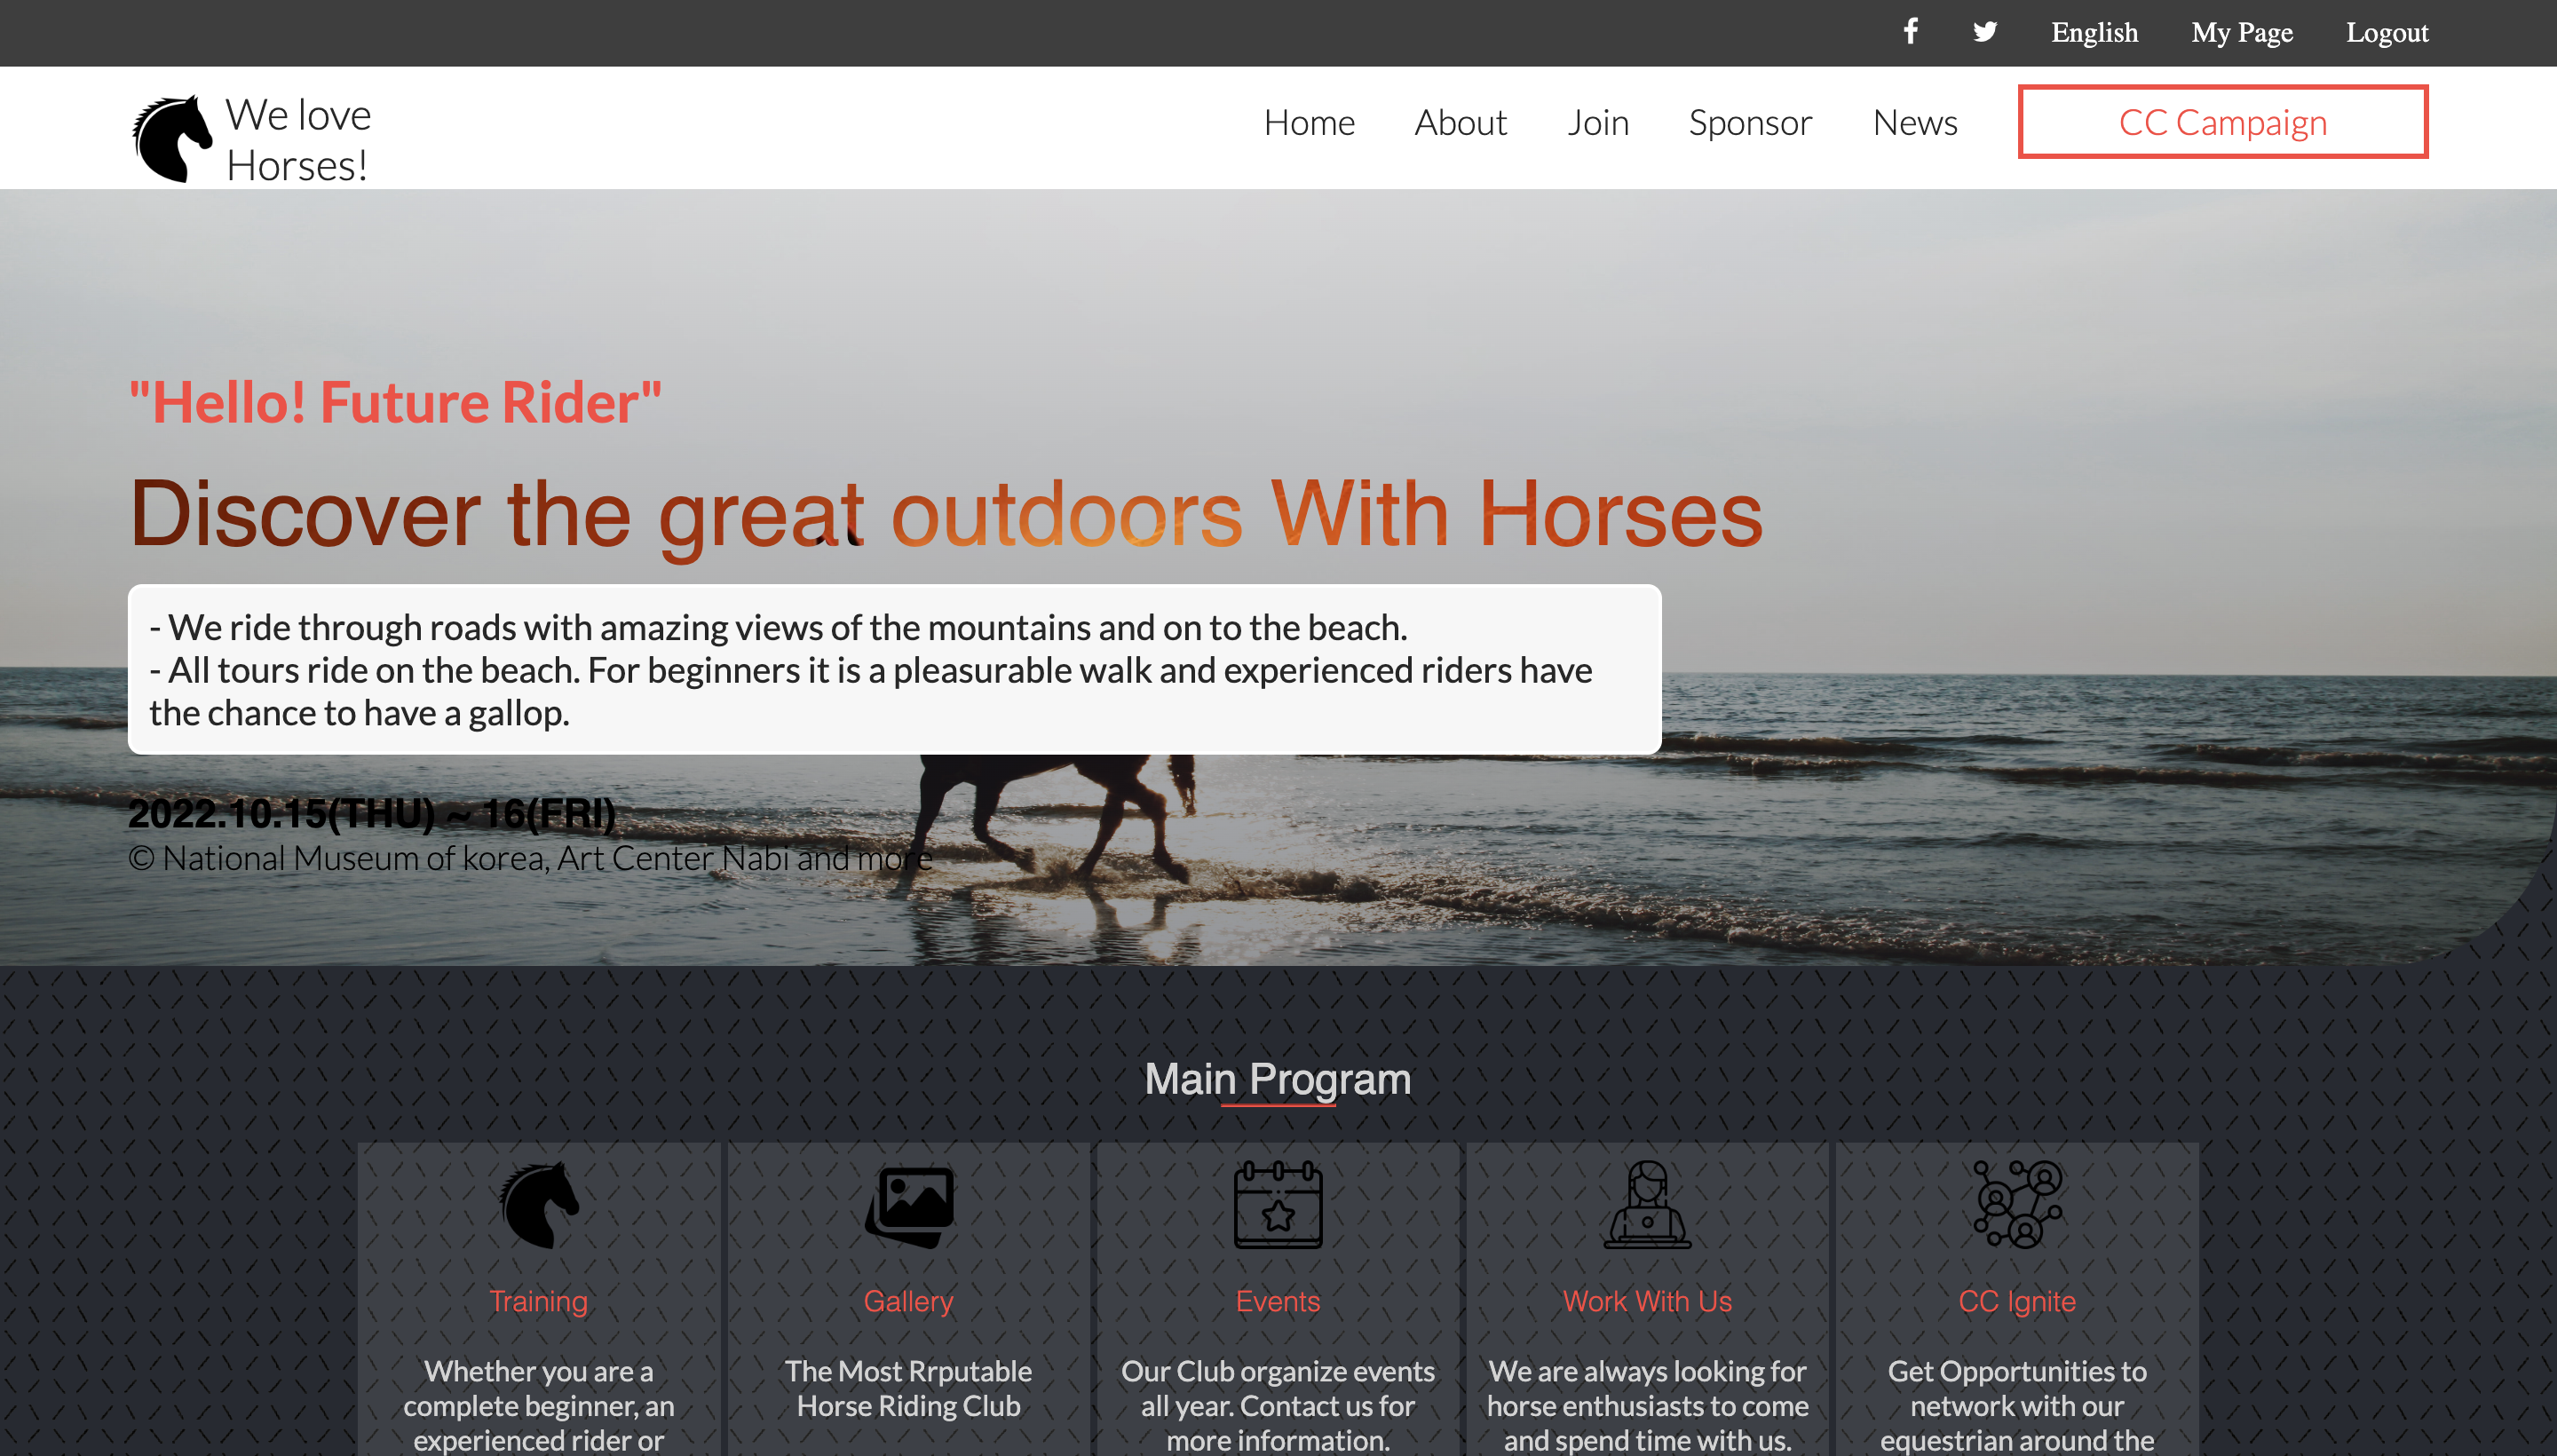 English My Page Logout
We love
Horses!
Home About Join Sponsor News CC Campaign
"Hello! Future Rider"
Discover the great outdoors With Horses
- We ride through roads with amazing views of the mountains and on to the beach.
- All tours ride on the beach. For beginners it is a pleasurable walk and experienced riders have
the chance to have a gallop.
2022.10.15(THU) ~ 16(FRI)
© National Museum of korea, Art Center Nabi and more
Main Program
Training
Whether you are a
complete beginner, an
experienced rider or
Gallery
The Most Rrputable
Horse Riding Club
Events
Our Club organize events
all year. Contact us for
more information.
Work With Us
We are always looking for
horse enthusiasts to come
and spend time with us.
CC Ignite
Get Opportunities to
network with our
equestrian around the